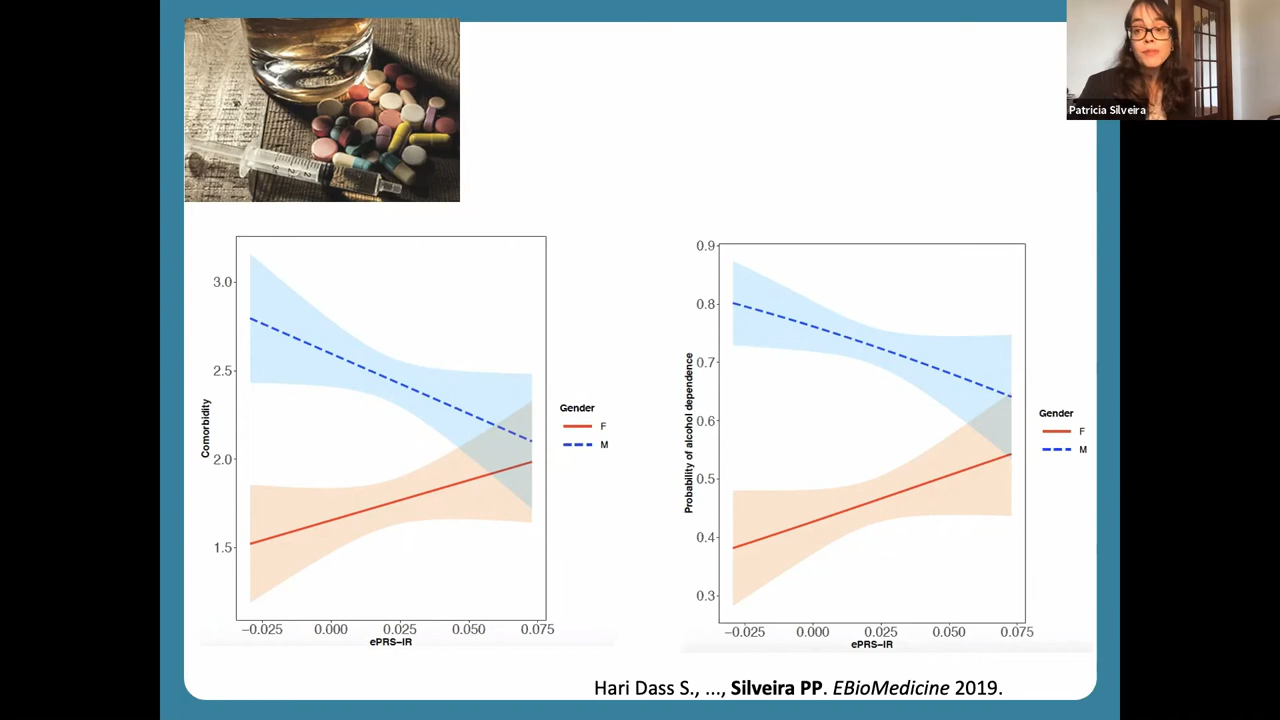 Patricia Silveira
3.0
2.5
2.0
1.5
Comorbidity
−0.025 0.000 0.025 0.050 0.075
ePRS−IR
Gender
F
M
0.9
0.8
0.7
0.6
0.5
0.4
0.3
Probability of alcohol dependence
−0.025 0.000 0.025 0.050 0.075
ePRS−IR
Gender
F
M
Hari Dass S., ..., Silveira PP. EBioMedicine 2019.